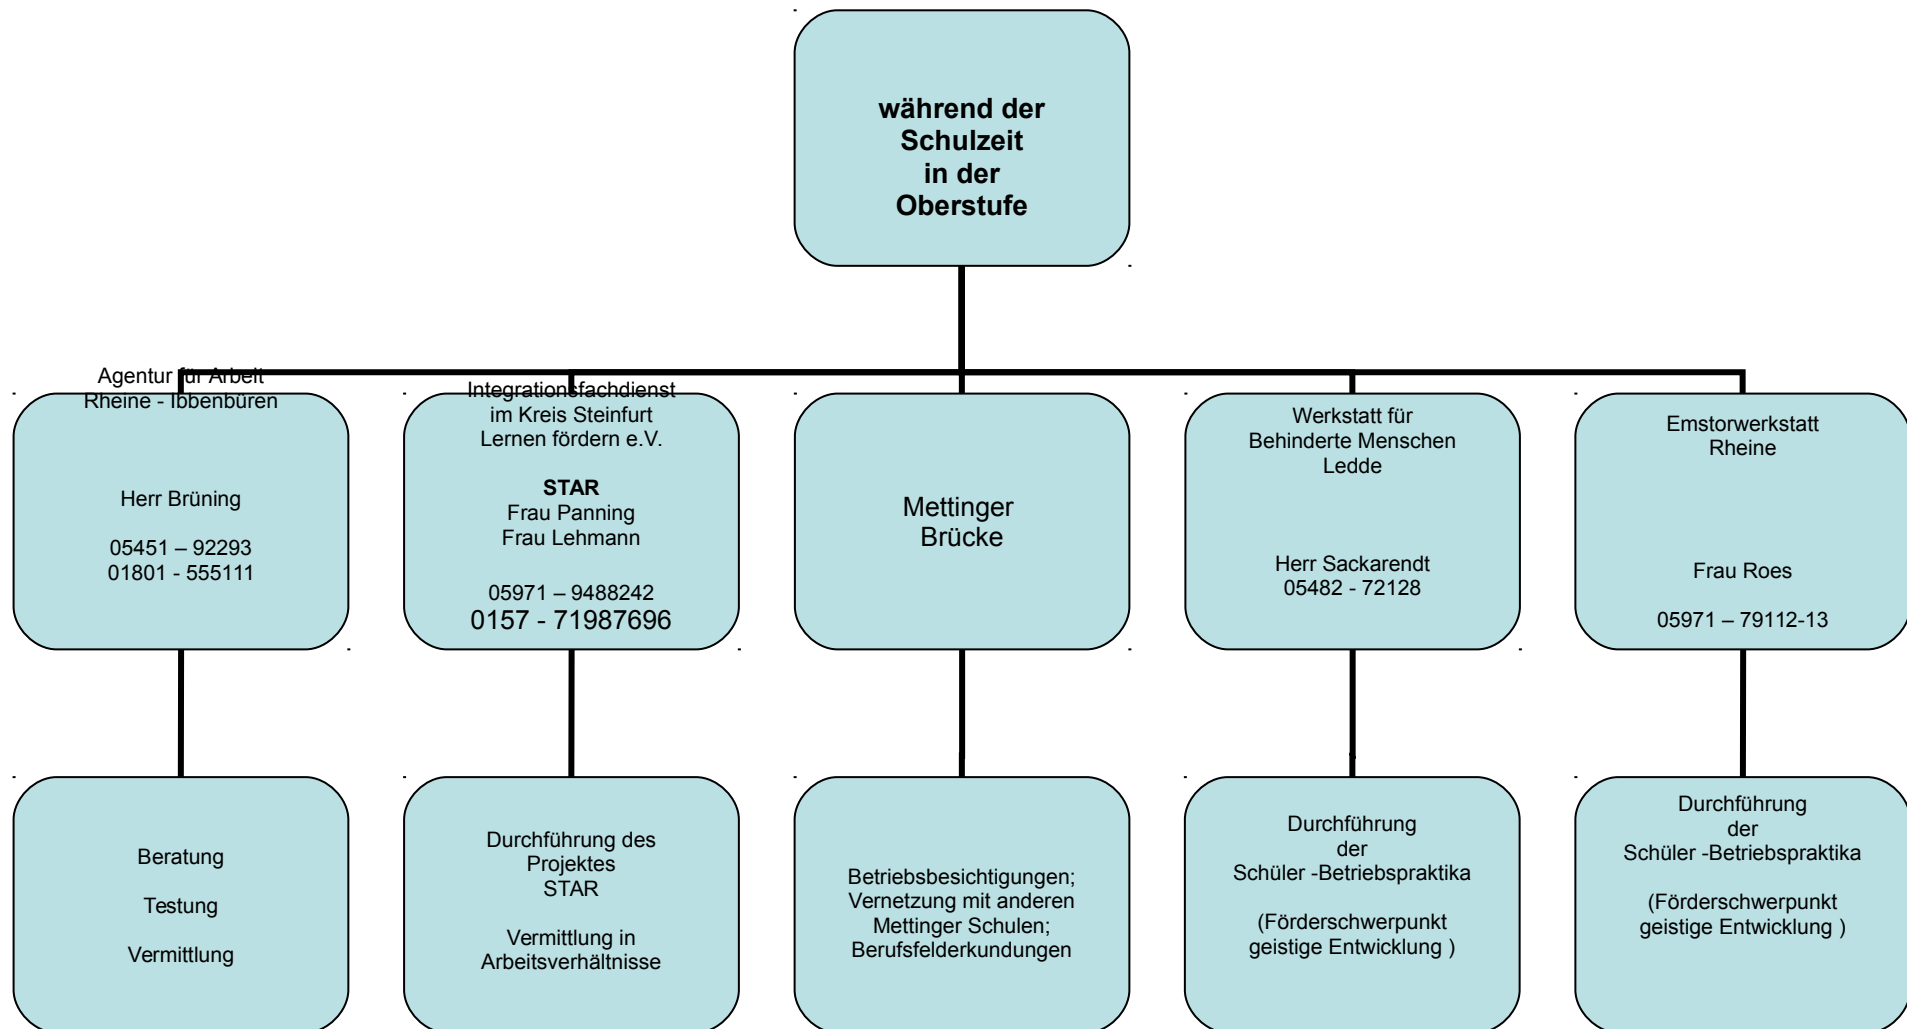 während der
Schulzeit
in der
Oberstufe
Agentur für Arbeit
Rheine - Ibbenbüren
Herr Brüning
05451 – 92293
01801 - 555111
Integrationsfachdienst
im Kreis Steinfurt
Lernen fördern e.V.
STAR
Frau Panning
Frau Lehmann
05971 – 9488242
0157 - 71987696
Mettinger
Brücke
Werkstatt für
Behinderte Menschen
Ledde
Herr Sackarendt
05482 - 72128
Emstorwerkstatt
Rheine
Frau Roes
05971 – 79112-13
Beratung
Testung
Vermittlung
Durchführung des
Projektes
STAR
Vermittlung in
Arbeitsverhältnisse
Betriebsbesichtigungen;
Vernetzung mit anderen
Mettinger Schulen;
Berufsfelderkundungen
Durchführung
der
Schüler -Betriebspraktika
(Förderschwerpunkt
geistige Entwicklung )
Durchführung
der
Schüler -Betriebspraktika
(Förderschwerpunkt
geistige Entwicklung )